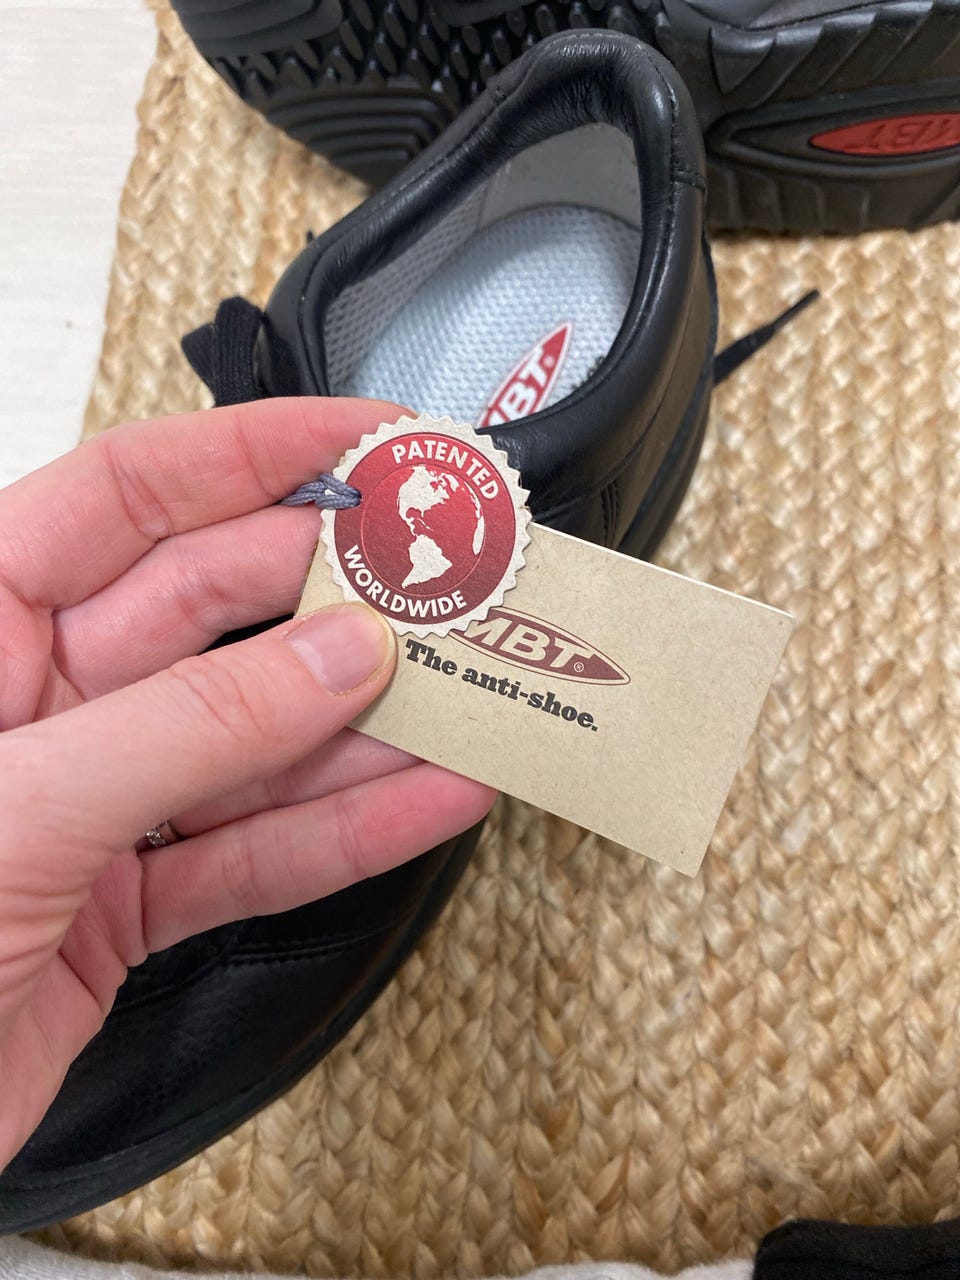 MBT
MBT®
PATENTED
WORLDWIDE
MBT®
The anti-shoe.